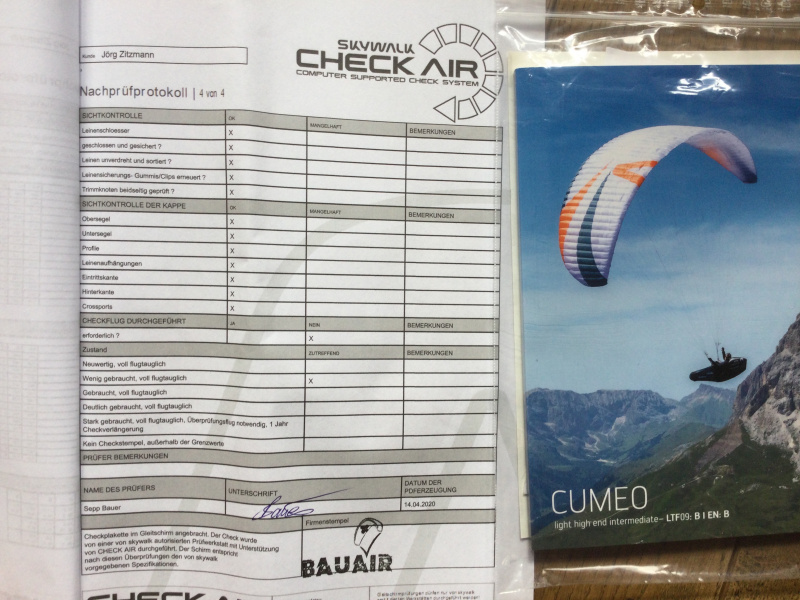 Kunde Jörg Zitzmann
SKYWALK
CHECK AIR
COMPUTER SUPPORTED CHECK SYSTEM
Nachprüfprotokoll | 4 von 4
SICHTKONTROLLE OK MANGELHAFT BEMERKUNGEN
Leinenschloesser X
geschlossen und gesichert ? X
Leinen unverdreht und sortiert ? X
Leinensicherungs- Gummis/Clips erneuert ? X
Trimmknoten beidseitig geprüft ? X
SICHTKONTROLLE DER KAPPE OK MANGELHAFT BEMERKUNGEN
Obersegel X
Untersegel X
Profile X
Leinenaufhängungen X
Eintrittskante X
Hinterkante X
Crossports X
CHECKFLUG DURCHGEFÜHRT JA NEIN BEMERKUNGEN
erforderlich ? X
Zustand ZUTREFFEND BEMERKUNGEN
Neuwertig, voll flugtauglich
Wenig gebraucht, voll flugtauglich X
Gebraucht, voll flugtauglich
Deutlich gebraucht, voll flugtauglich
Stark gebraucht, voll flugtauglich, Überprüfungsflug notwendig, 1 Jahr
Checkverlängerung
Kein Checkstempel, außerhalb der Grenzwerte
PRÜFER BEMERKUNGEN
NAME DES PRÜFERS UNTERSCHRIFT DATUM DER
PDFERZEUGUNG
Sepp Bauer 14.04.2020
Checkplakette im Gleitschirm angebracht. Der Check wurde
von einer von skywalk autorisierten Prüfwerkstatt mit Unterstützung
von CHECK AIR durchgeführt. Der Schirm entspricht
nach diesen Überprüfungen den von skywalk
vorgegebenen Spezifikationen.
Firmenstempel
BAUAIR
CHECK AIR
CUMEO
light high end intermediate– LTF09: B I EN: B